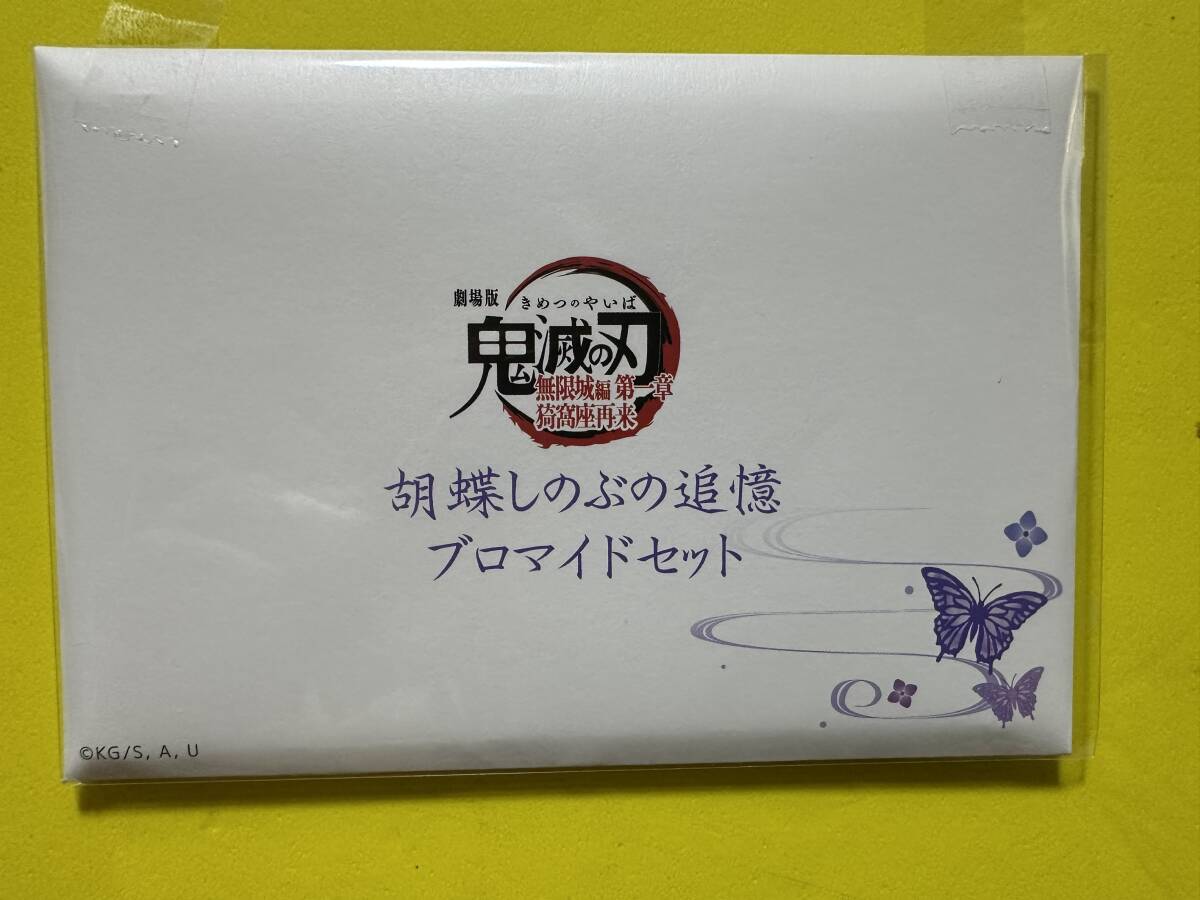 劇場版
きめつのやいば
鬼滅の刃
無限城編 第一章
猗窩座再来
胡蝶しのぶの追憶
ブロマイドセット
©KG/S, A, U